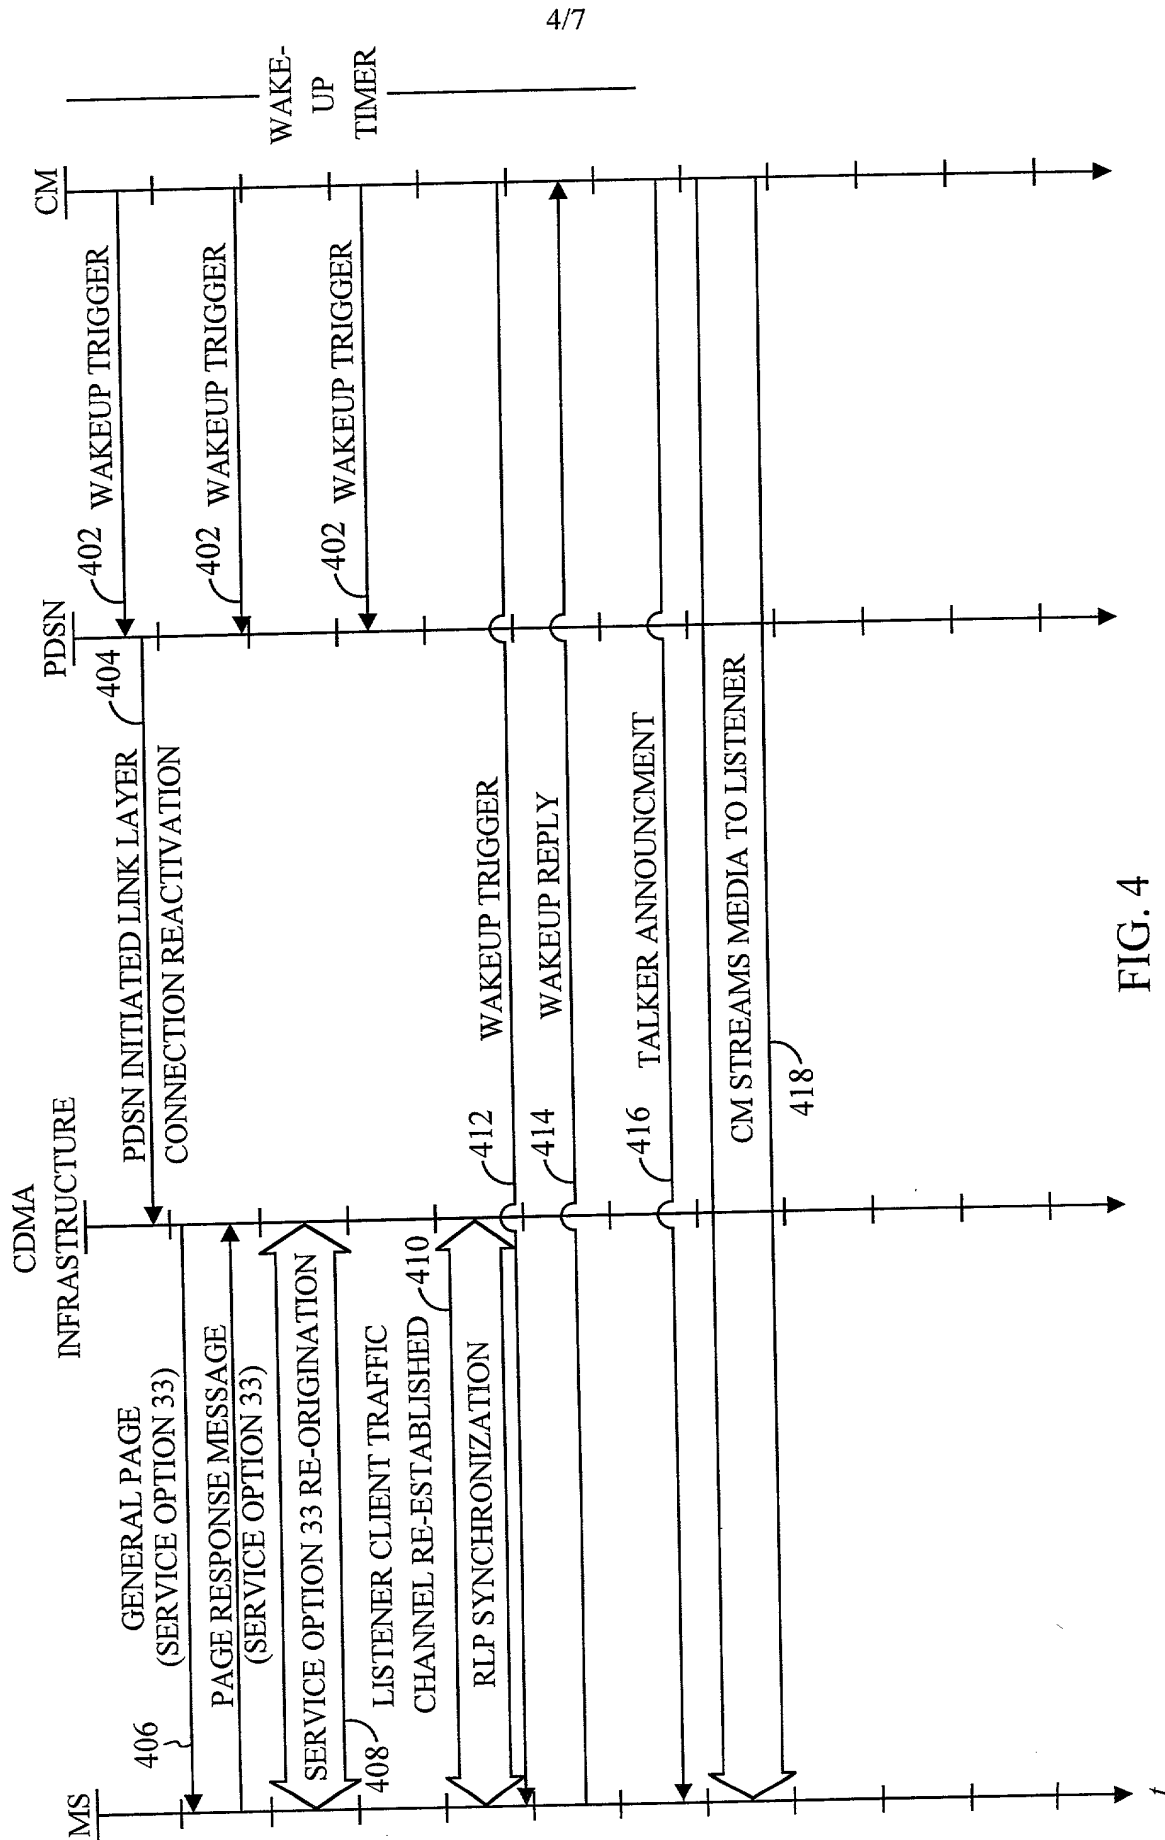 4/7
MS
CDMA
INFRASTRUCTURE
PDSN
CM
402
WAKEUP TRIGGER
404
PDSN INITIATED LINK LAYER
CONNECTION REACTIVATION
406
GENERAL PAGE
(SERVICE OPTION 33)
PAGE RESPONSE MESSAGE
(SERVICE OPTION 33)
402
WAKEUP TRIGGER
SERVICE OPTION 33 RE-ORIGINATION
408
402
WAKEUP TRIGGER
WAKE-
UP
TIMER
LISTENER CLIENT TRAFFIC
CHANNEL RE-ESTABLISHED
410
RLP SYNCHRONIZATION
412
WAKEUP TRIGGER
414
WAKEUP REPLY
416
TALKER ANNOUNCMENT
CM STREAMS MEDIA TO LISTENER
418
t
FIG. 4